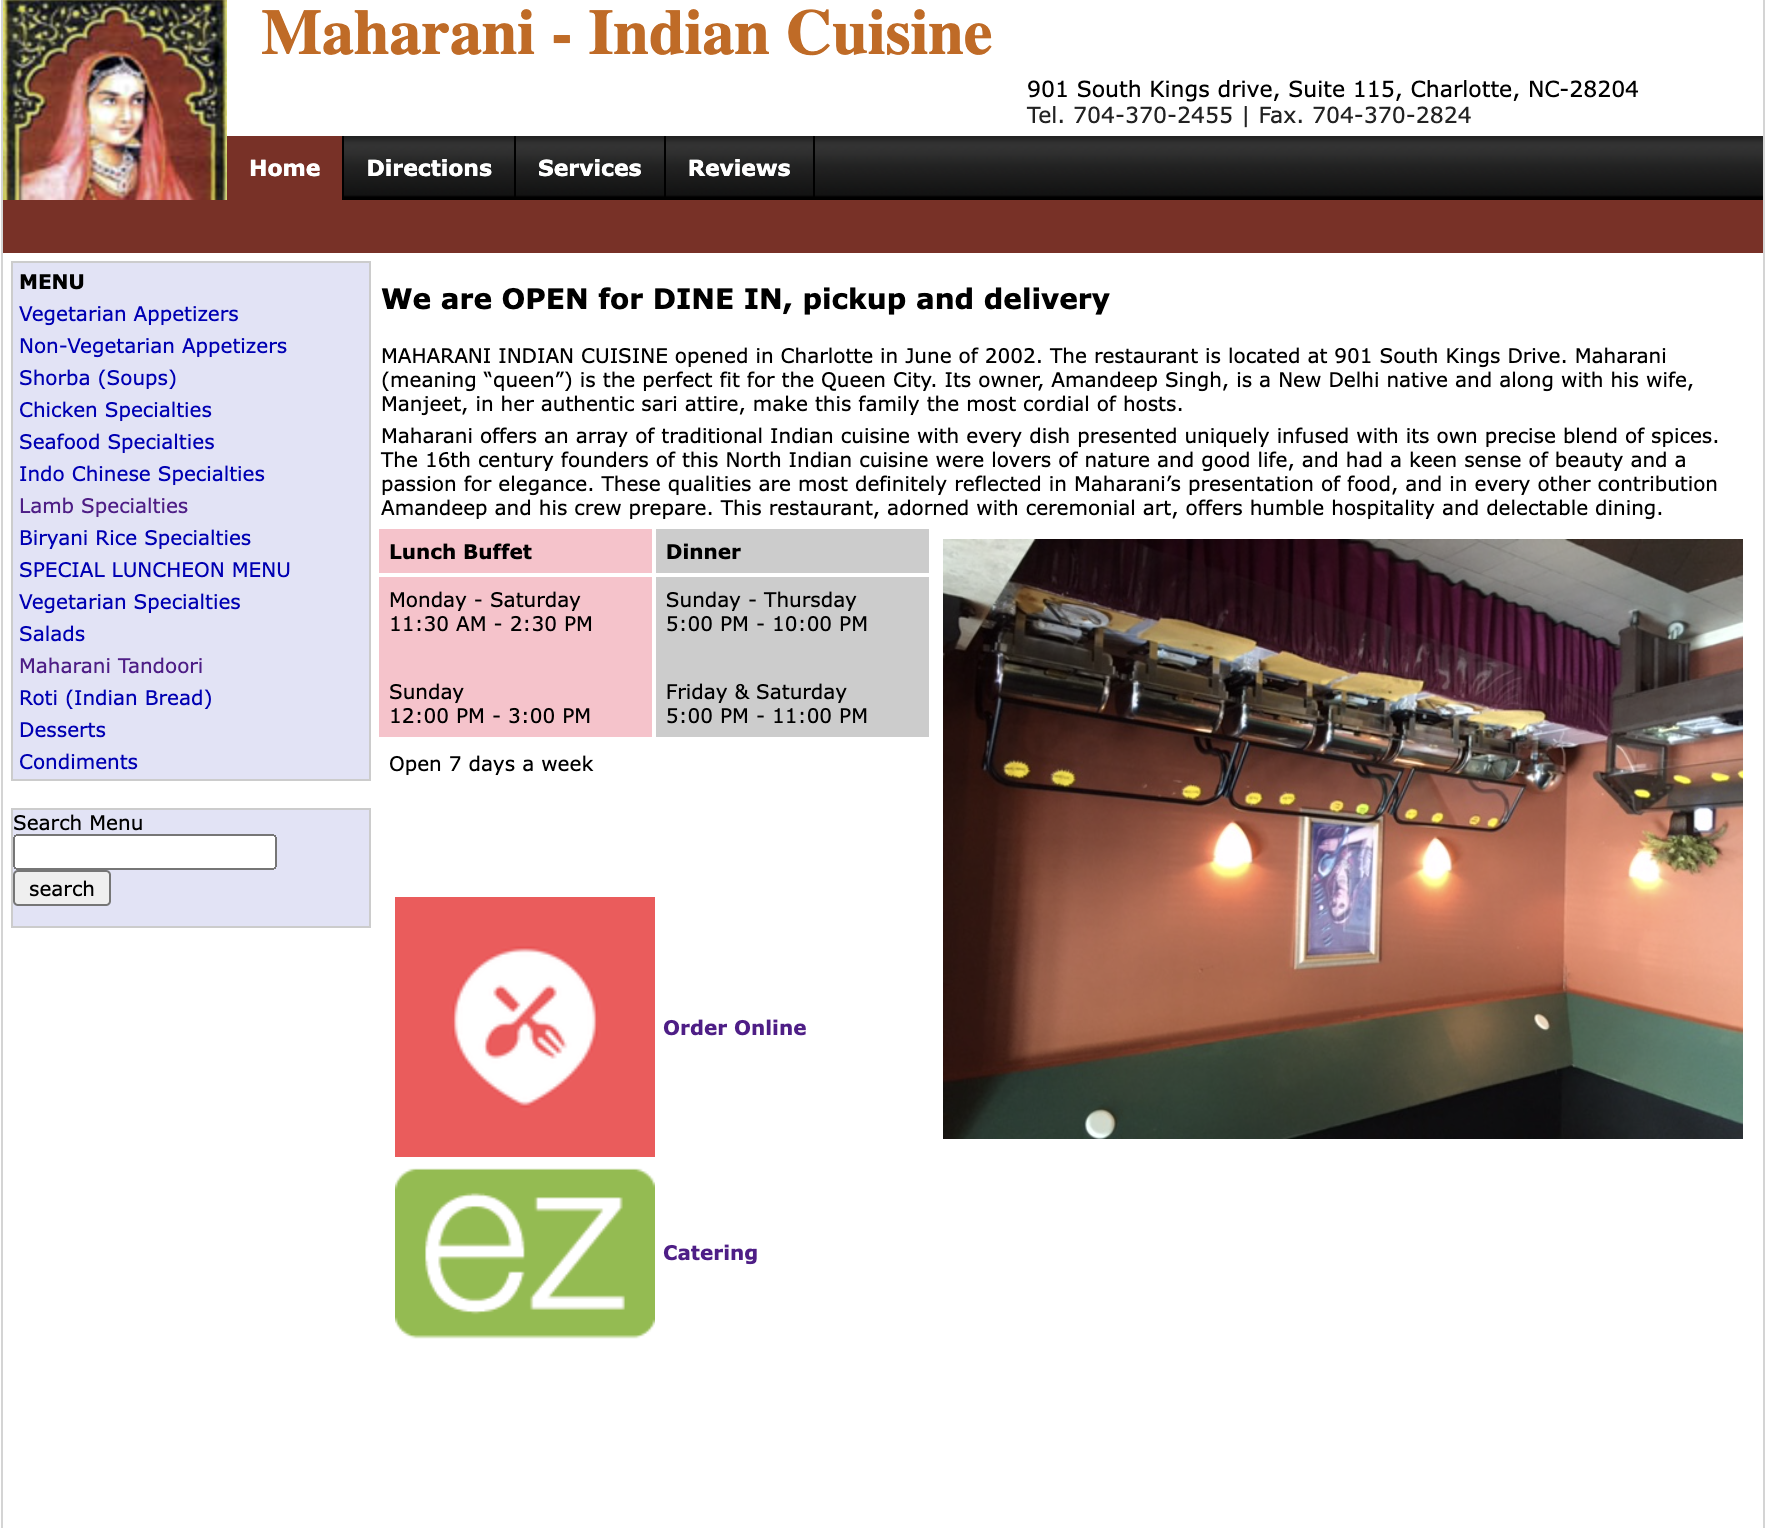 Maharani - Indian Cuisine
901 South Kings drive, Suite 115, Charlotte, NC-28204
Tel. 704-370-2455 | Fax. 704-370-2824
Home
Directions
Services
Reviews
MENU
Vegetarian Appetizers
Non-Vegetarian Appetizers
Shorba (Soups)
Chicken Specialties
Seafood Specialties
Indo Chinese Specialties
Lamb Specialties
Biryani Rice Specialties
SPECIAL LUNCHEON MENU
Vegetarian Specialties
Salads
Maharani Tandoori
Roti (Indian Bread)
Desserts
Condiments
Search Menu
search
We are OPEN for DINE IN, pickup and delivery
MAHARANI INDIAN CUISINE opened in Charlotte in June of 2002. The restaurant is located at 901 South Kings Drive. Maharani
(meaning “queen”) is the perfect fit for the Queen City. Its owner, Amandeep Singh, is a New Delhi native and along with his wife,
Manjeet, in her authentic sari attire, make this family the most cordial of hosts.
Maharani offers an array of traditional Indian cuisine with every dish presented uniquely infused with its own precise blend of spices.
The 16th century founders of this North Indian cuisine were lovers of nature and good life, and had a keen sense of beauty and a
passion for elegance. These qualities are most definitely reflected in Maharani’s presentation of food, and in every other contribution
Amandeep and his crew prepare. This restaurant, adorned with ceremonial art, offers humble hospitality and delectable dining.
Lunch Buffet
Monday - Saturday
11:30 AM - 2:30 PM
Sunday
12:00 PM - 3:00 PM
Dinner
Sunday - Thursday
5:00 PM - 10:00 PM
Friday & Saturday
5:00 PM - 11:00 PM
Open 7 days a week
Order Online
ez
Catering